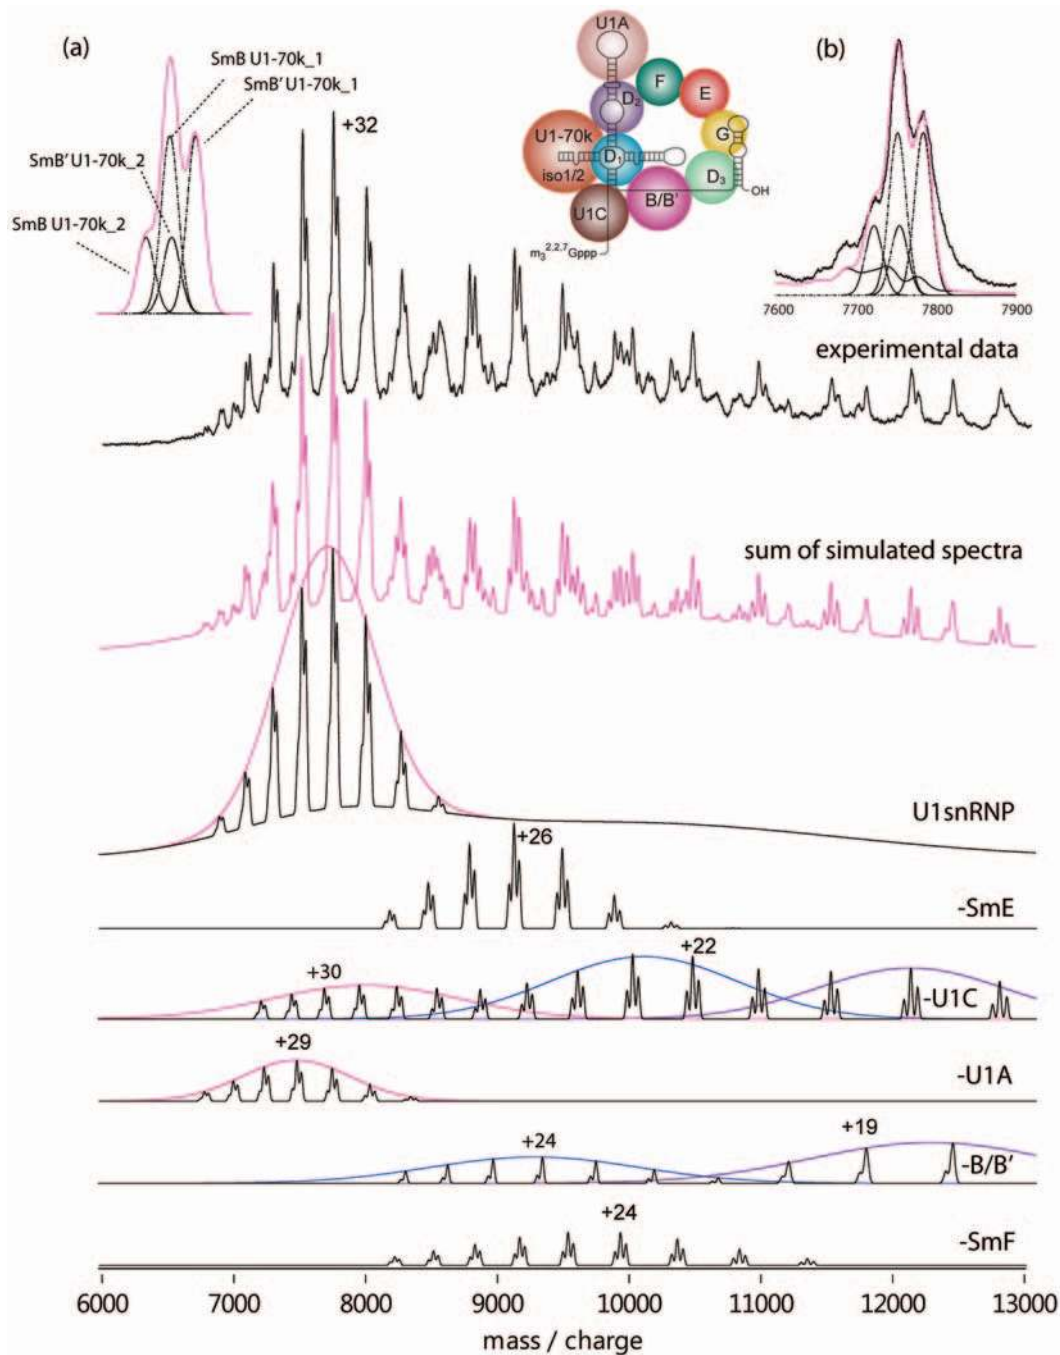 (a)
SmB U1-70k_1
SmB' U1-70k_1
SmB'U1-70k_2
SmB U1-70k_2
+32
U1A
F
E
D2
G
U1-70k
D1
iso1/2
D3
B/B'
U1C
OH
m3 2,2,7Gppp
(b)
7600 7700 7800 7900
experimental data
sum of simulated spectra
U1snRNP
+26
-SmE
+30
+22
-U1C
+29
-U1A
+24
+19
-B/B'
+24
-SmF
6000 7000 8000 9000 10000 11000 12000 13000
mass / charge